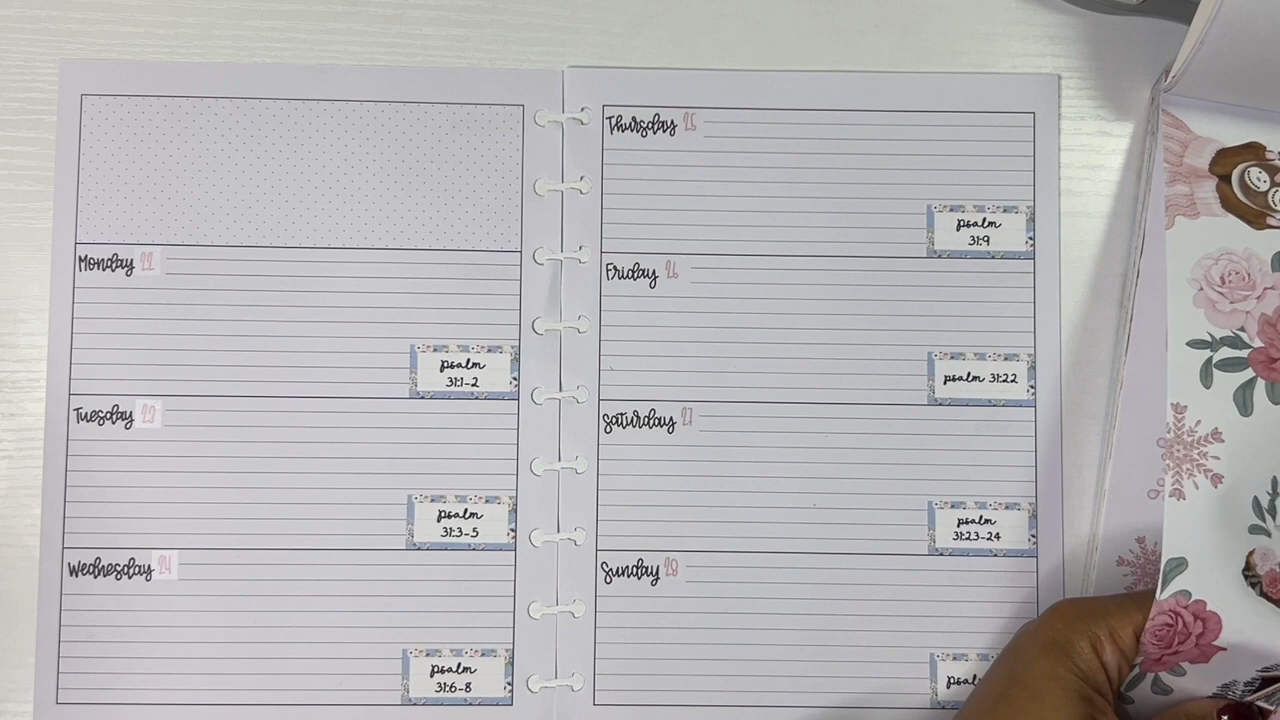 Monday 22
psalm
31:1-2
Tuesday 23
psalm
31:3-5
Wednesday 24
psalm
31:6-8
Thursday 25
psalm
31:9
Friday 26
psalm 31:22
Saturday 27
psalm
31:23-24
Sunday 28